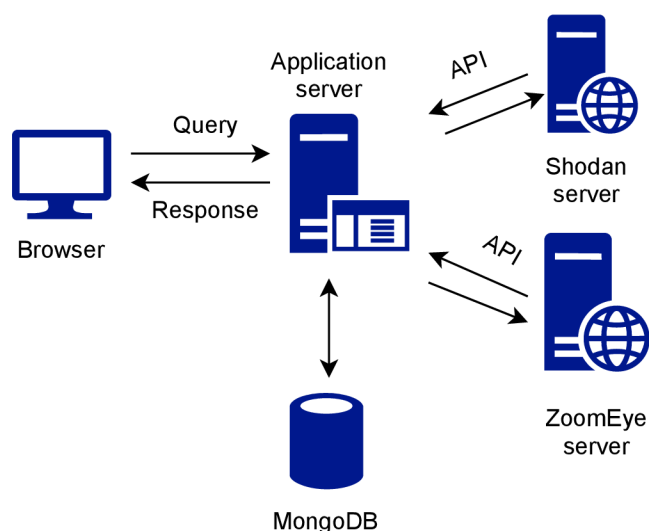 Application
server
API
Query
Response
Browser
Shodan
server
API
ZoomEye
server
MongoDB